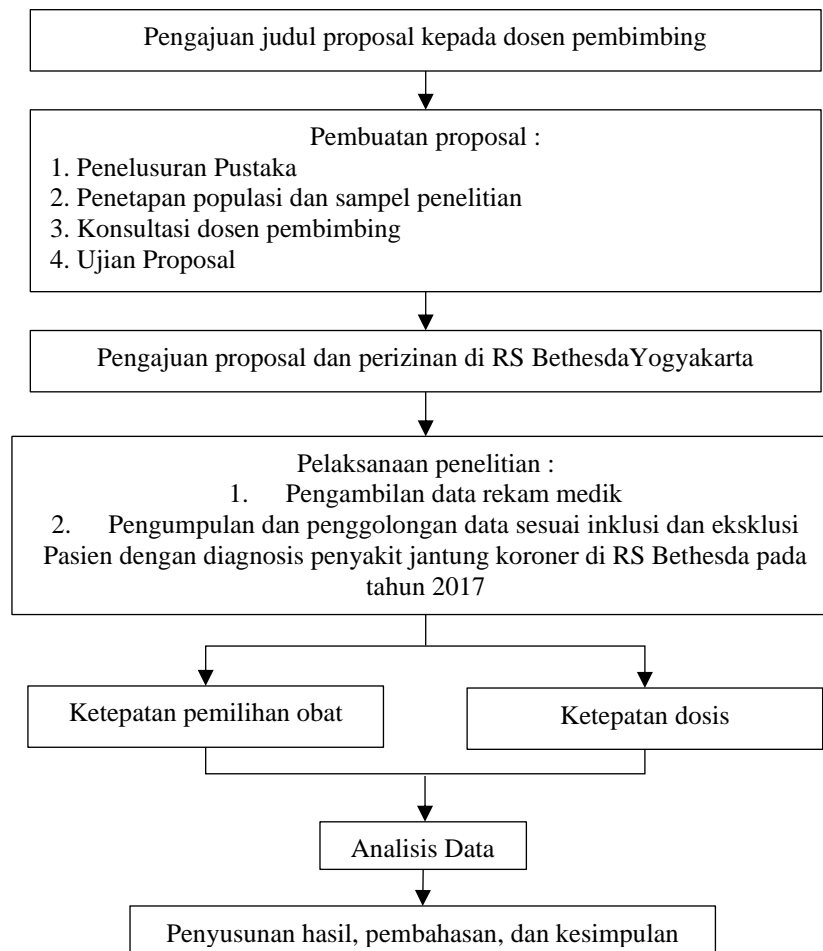 Pengajuan judul proposal kepada dosen pembimbing
Pembuatan proposal :
1. Penelusuran Pustaka
2. Penetapan populasi dan sampel penelitian
3. Konsultasi dosen pembimbing
4. Ujian Proposal
Pengajuan proposal dan perizinan di RS BethesdaYogyakarta
Pelaksanaan penelitian :
1. Pengambilan data rekam medik
2. Pengumpulan dan penggolongan data sesuai inklusi dan eksklusi
Pasien dengan diagnosis penyakit jantung koroner di RS Bethesda pada
tahun 2017
Ketepatan pemilihan obat
Ketepatan dosis
Analisis Data
Penyusunan hasil, pembahasan, dan kesimpulan